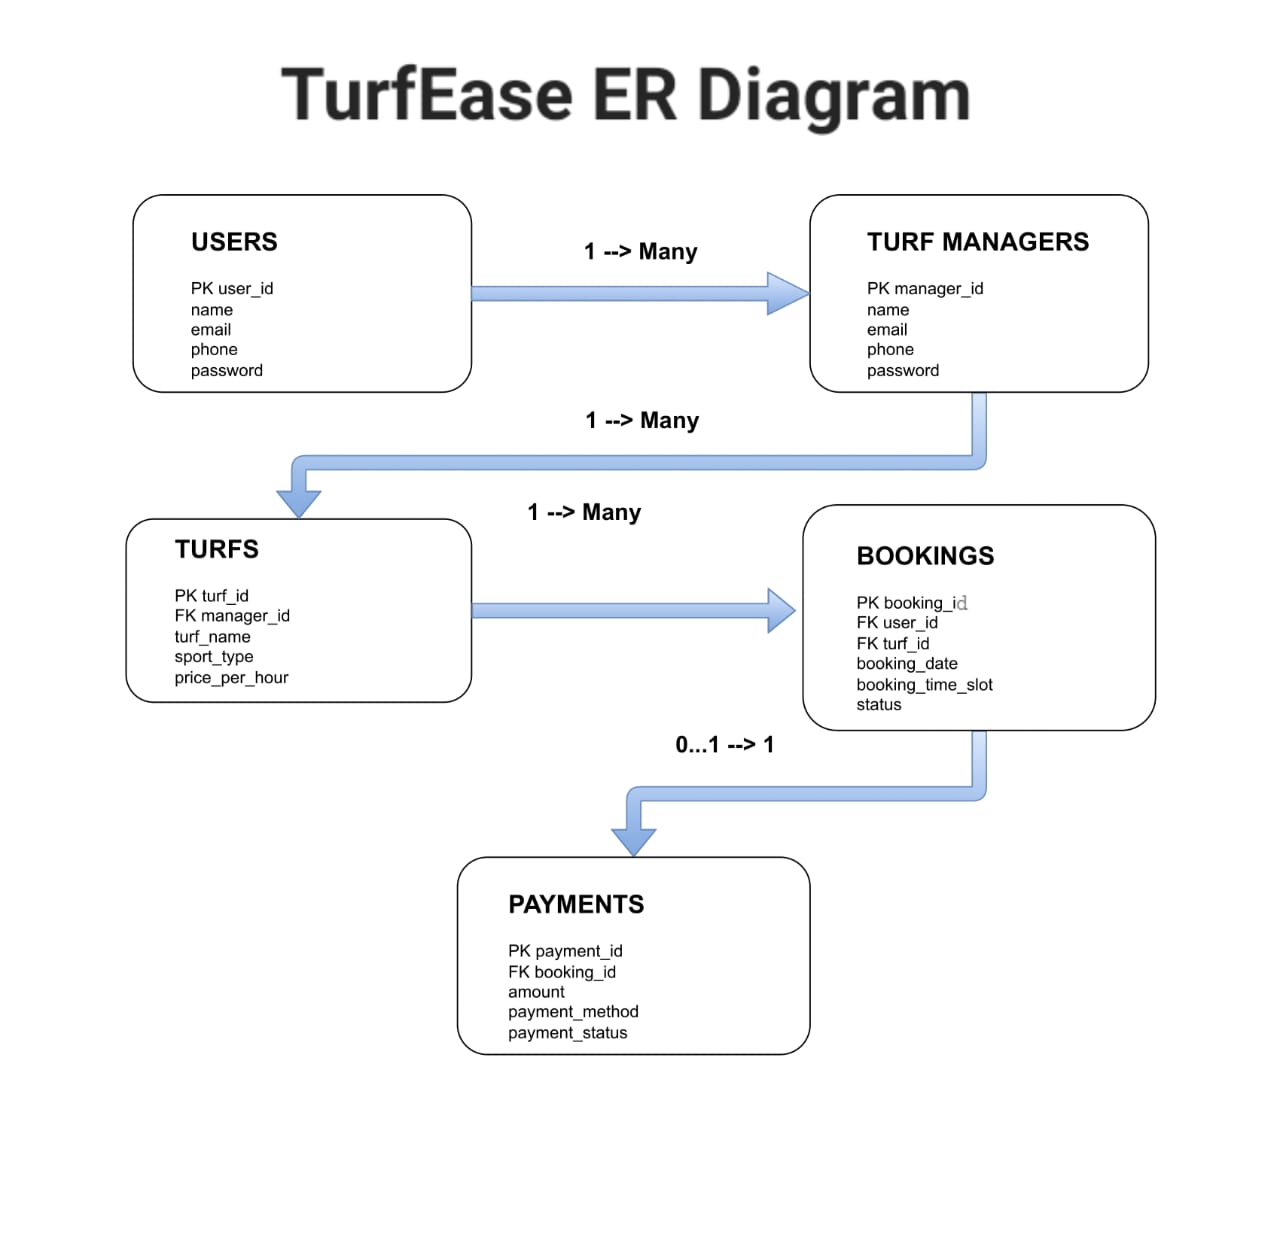 TurfEase ER Diagram
USERS
PK user_id
name
email
phone
password
1 --> Many
TURF MANAGERS
PK manager_id
name
email
phone
password
1 --> Many
TURFS
PK turf_id
FK manager_id
turf_name
sport_type
price_per_hour
1 --> Many
BOOKINGS
PK booking_id
FK user_id
FK turf_id
booking_date
booking_time_slot
status
0...1 --> 1
PAYMENTS
PK payment_id
FK booking_id
amount
payment_method
payment_status